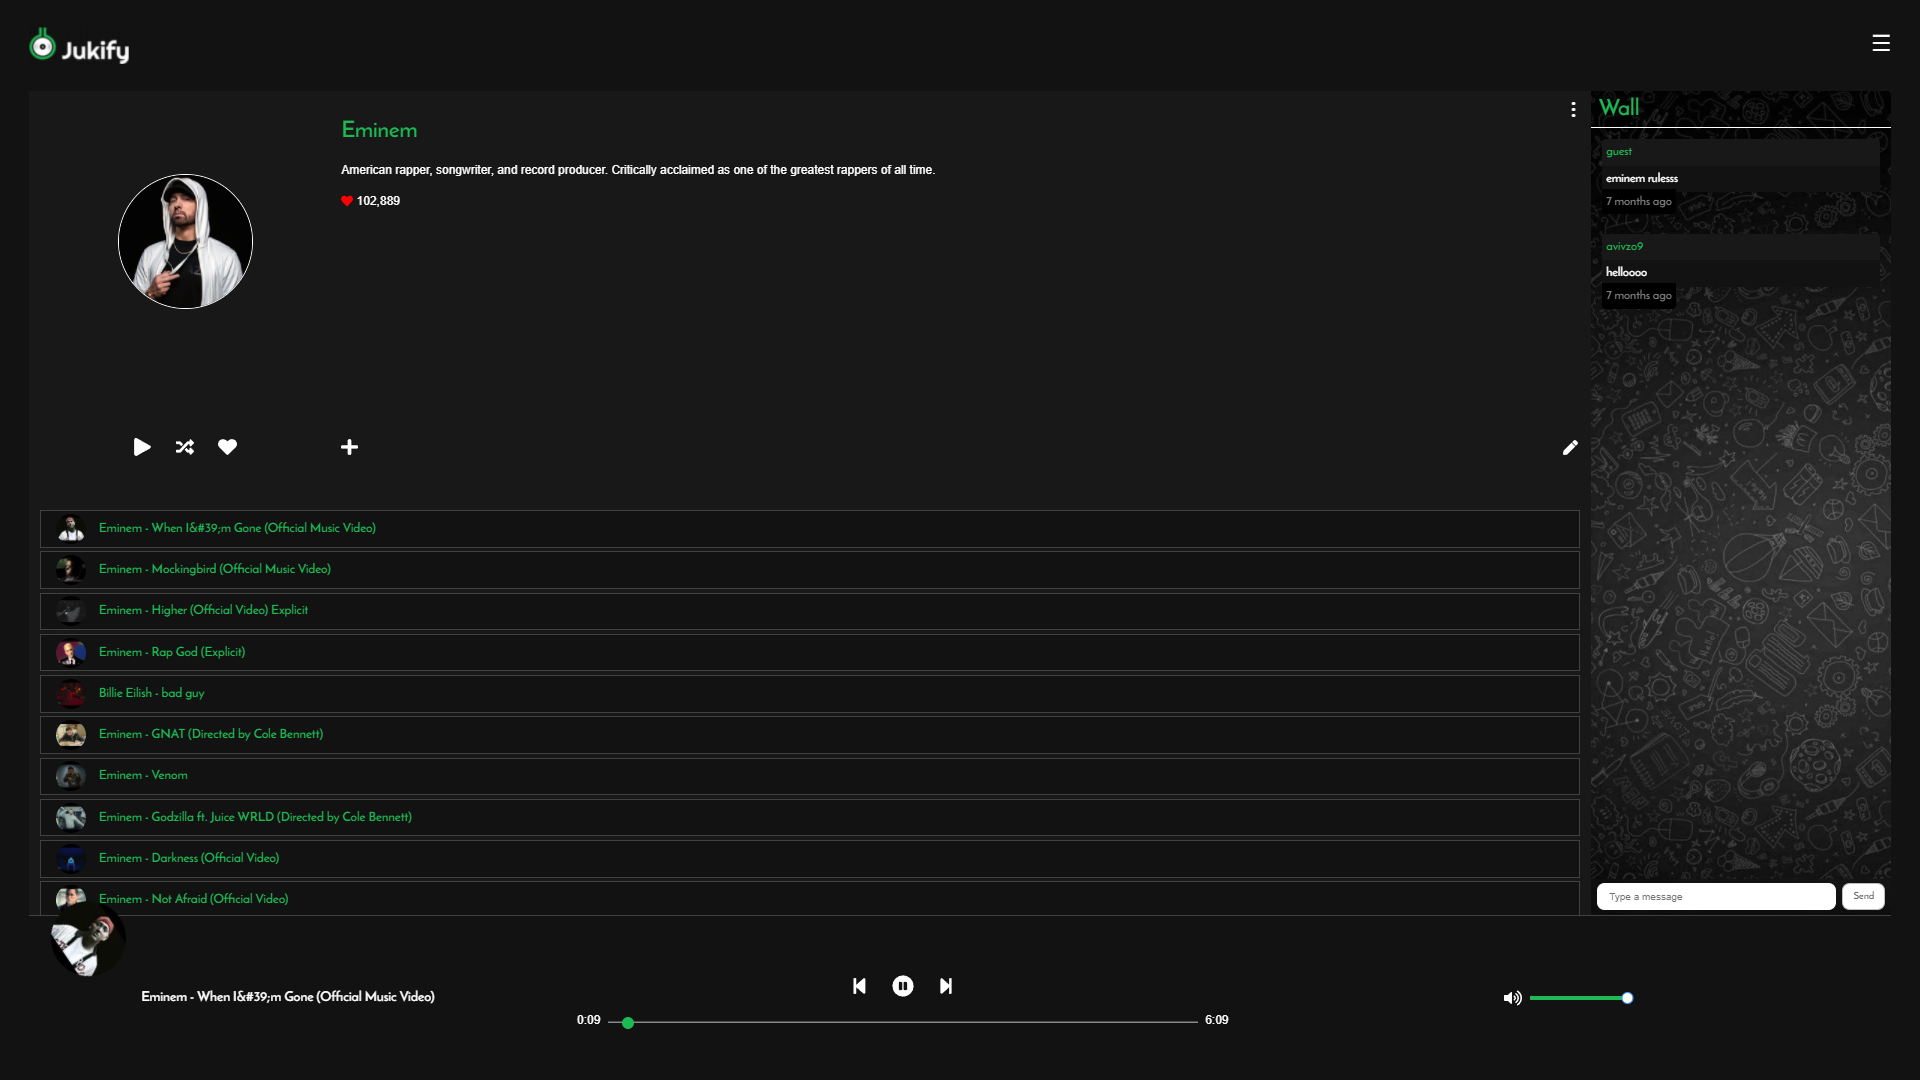 Jukify
Eminem
American rapper, songwriter, and record producer. Critically acclaimed as one of the greatest rappers of all time.
102,889
Eminem - When I&#39;m Gone (Official Music Video)
Eminem - Mockingbird (Official Music Video)
Eminem - Higher (Official Video) Explicit
Eminem - Rap God (Explicit)
Billie Eilish - bad guy
Eminem - GNAT (Directed by Cole Bennett)
Eminem - Venom
Eminem - Godzilla ft. Juice WRLD (Directed by Cole Bennett)
Eminem - Darkness (Official Video)
Eminem - Not Afraid (Official Video)
Wall
guest
eminem rulesss
7 months ago
avivzo9
helloooo
7 months ago
Type a message
Send
Eminem - When I&#39;m Gone (Official Music Video)
0:09
6:09